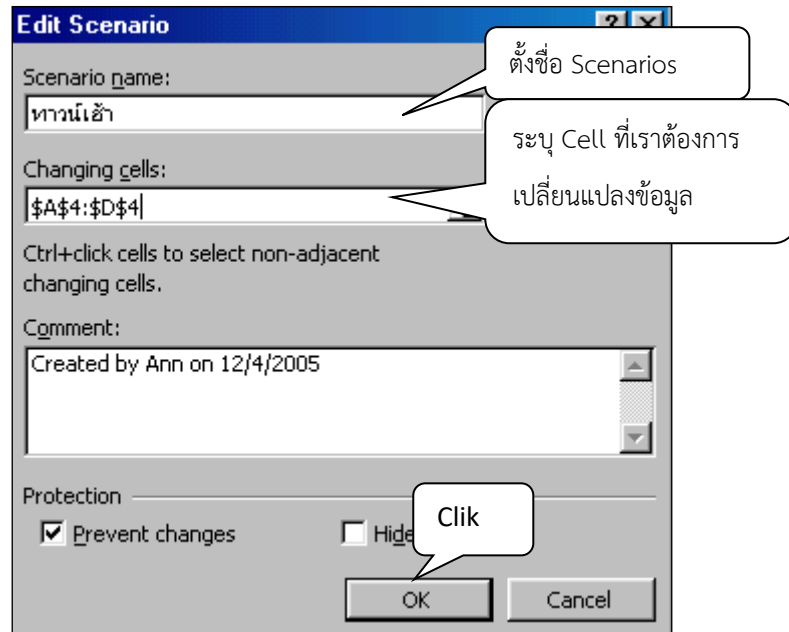 Edit Scenario
ตั้งชื่อ Scenarios
Scenario name:
ทาวน์เฮ้า
ระบุ Cell ที่เราต้องการ
เปลี่ยนแปลงข้อมูล
Changing cells:
$A$4:$D$4
Ctrl+click cells to select non-adjacent
changing cells.
Comment:
Created by Ann on 12/4/2005
Protection
Prevent changes
Hide
Clik
OK
Cancel